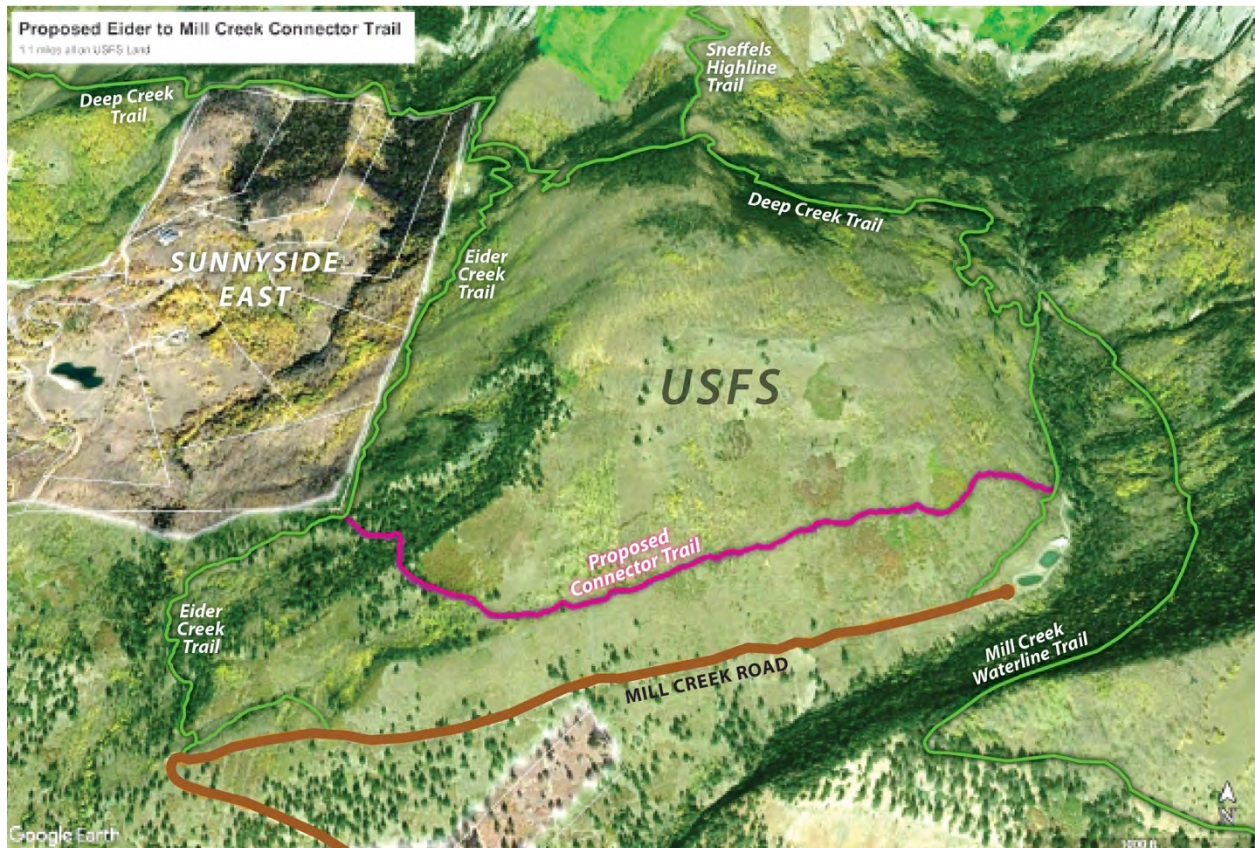 Proposed Eider to Mill Creek Connector Trail
1.1 miles all on USFS Land
Sneffels
Highline
Trail
Deep Creek
Trail
Deep Creek Trail
SUNNYSIDE
EAST
Eider
Creek
Trail
USFS
Proposed
Connector Trail
Eider
Creek
Trail
Mill Creek
Waterline Trail
MILL CREEK ROAD
N
Google Earth
1000 ft